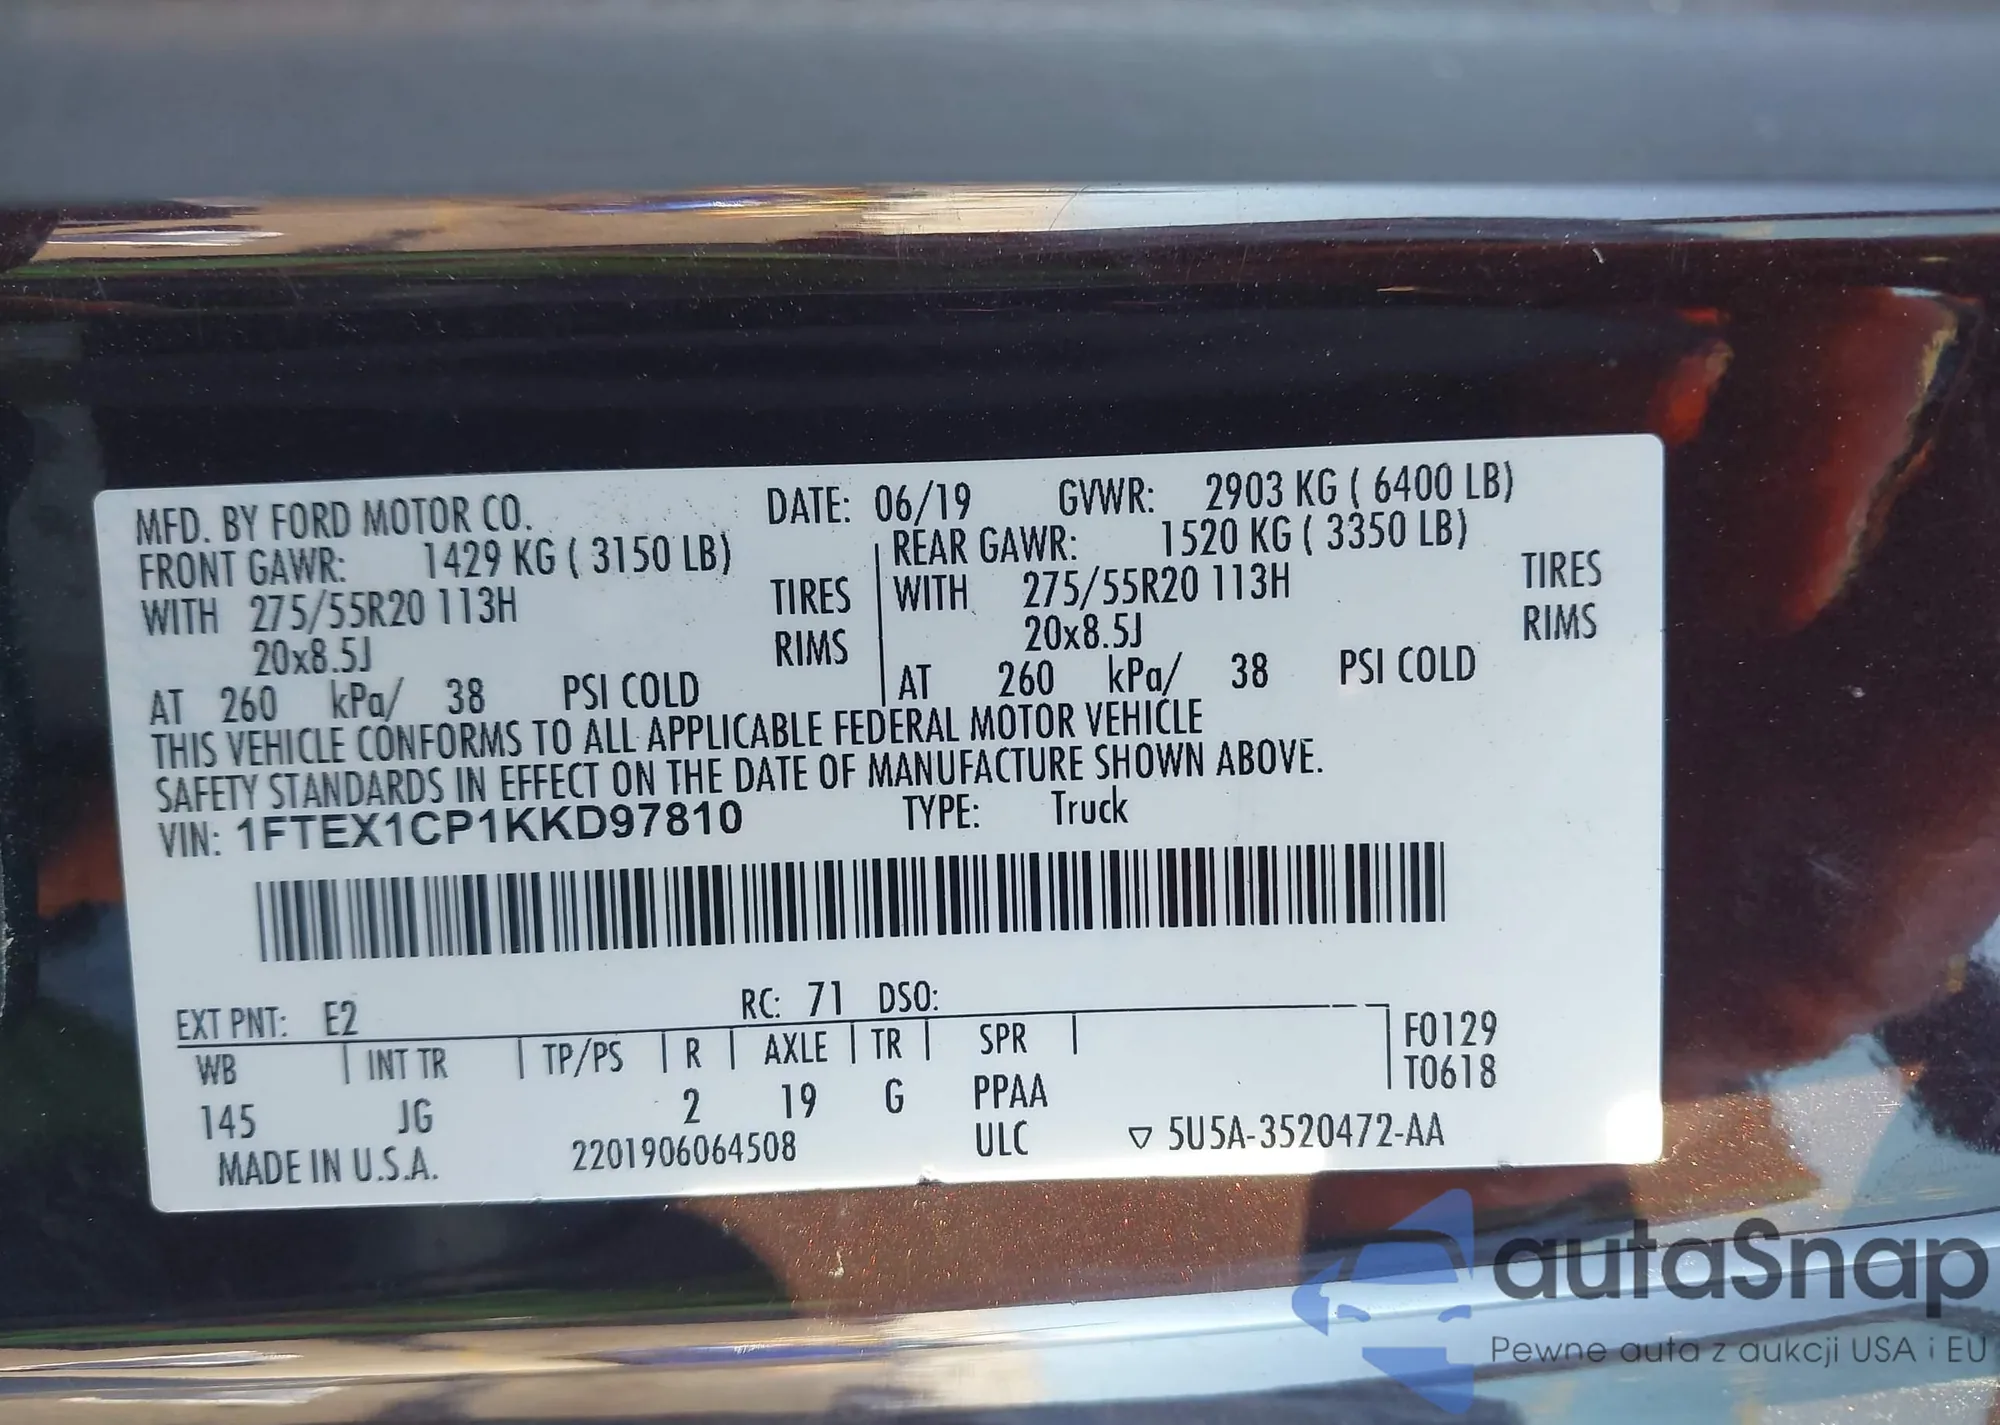 MFD. BY FORD MOTOR CO. DATE: 06/19 GVWR: 2903 KG ( 6400 LB)
FRONT GAWR: 1429 KG ( 3150 LB) REAR GAWR: 1520 KG ( 3350 LB)
WITH 275/55R20 113H TIRES WITH 275/55R20 113H TIRES
20x8.5J RIMS 20x8.5J RIMS
AT 260 kPa/ 38 PSI COLD AT 260 kPa/ 38 PSI COLD
THIS VEHICLE CONFORMS TO ALL APPLICABLE FEDERAL MOTOR VEHICLE
SAFETY STANDARDS IN EFFECT ON THE DATE OF MANUFACTURE SHOWN ABOVE.
VIN: 1FTEX1CP1KKD97810 TYPE: Truck
EXT PNT: E2 RC: 71 DSO:
WB INT TR TP/PS R AXLE TR SPR F0129
145 JG 2 19 G PPAA T0618
MADE IN U.S.A. 2201906064508 ULC ▽ 5U5A-3520472-AA
autaSnap
Pewne auta z aukcji USA i EU